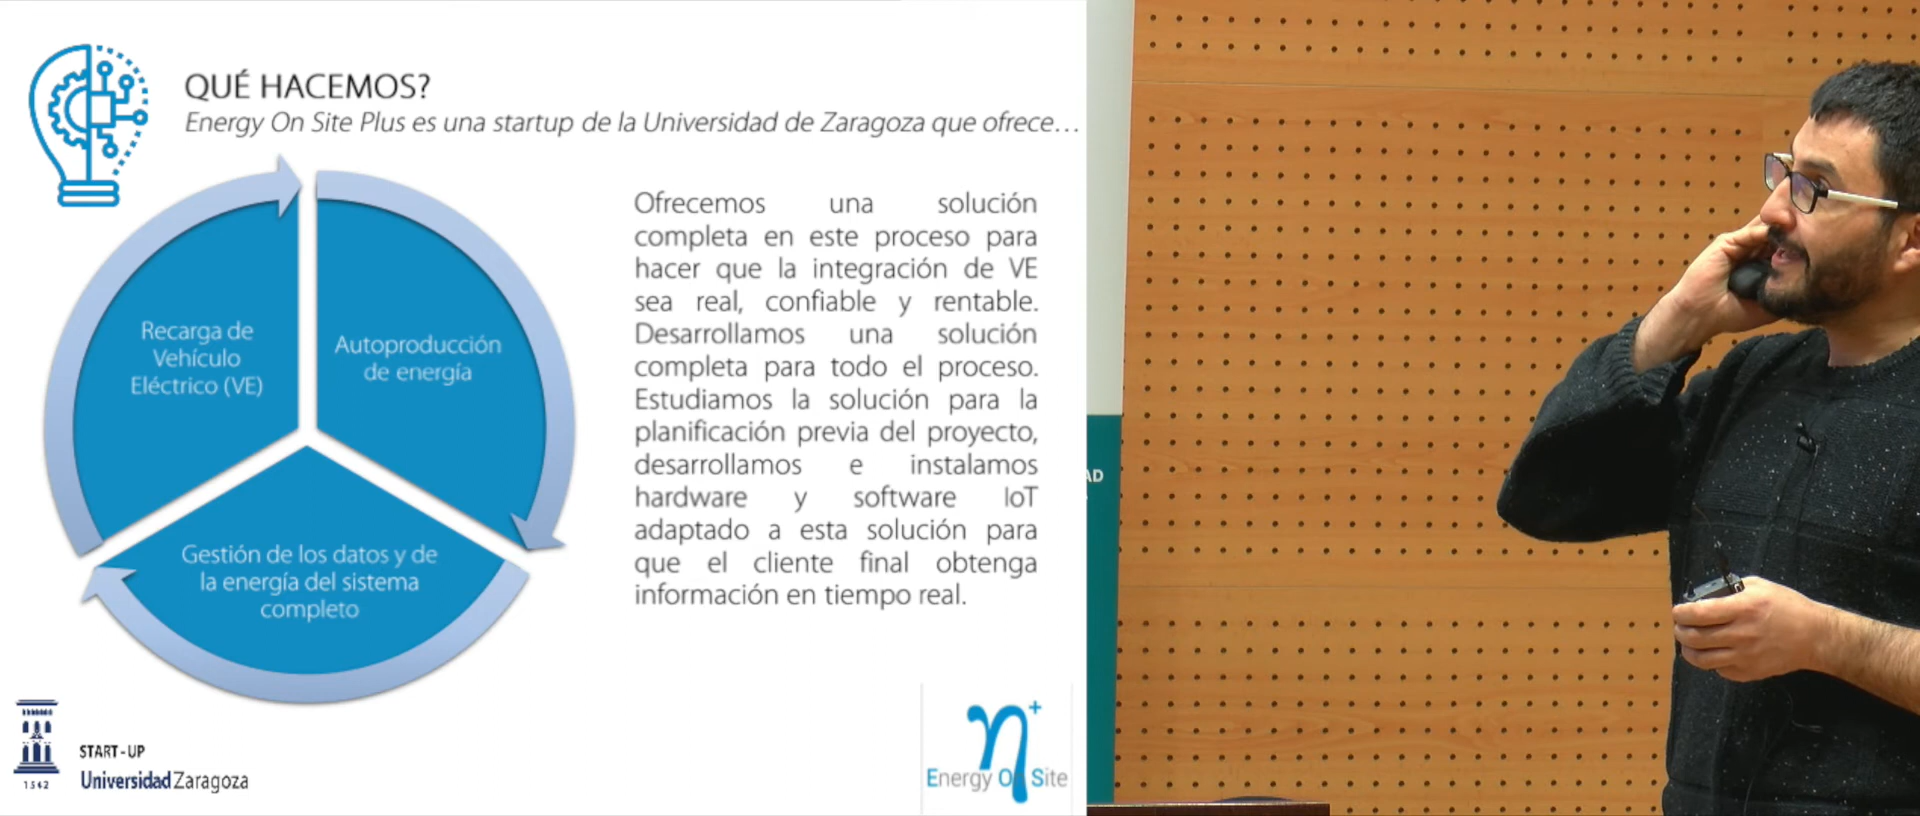 QUÉ HACEMOS?
Energy On Site Plus es una startup de la Universidad de Zaragoza que ofrece...
Recarga de
Vehículo
Eléctrico (VE)
Autoproducción
de energía
Gestión de los datos y de
la energía del sistema
completo
Ofrecemos una solución
completa en este proceso para
hacer que la integración de VE
sea real, confiable y rentable.
Desarrollamos una solución
completa para todo el proceso.
Estudiamos la solución para la
planificación previa del proyecto,
desarrollamos e instalamos
hardware y software IoT
adaptado a esta solución para
que el cliente final obtenga
información en tiempo real.
1542
START-UP
Universidad Zaragoza
η+
Energy On Site
AD